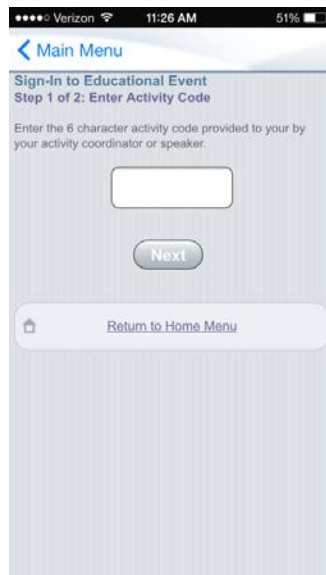 Verizon 11:26 AM 51%
Main Menu
Sign-In to Educational Event
Step 1 of 2: Enter Activity Code
Enter the 6 character activity code provided to your by
your activity coordinator or speaker.
Next
Return to Home Menu